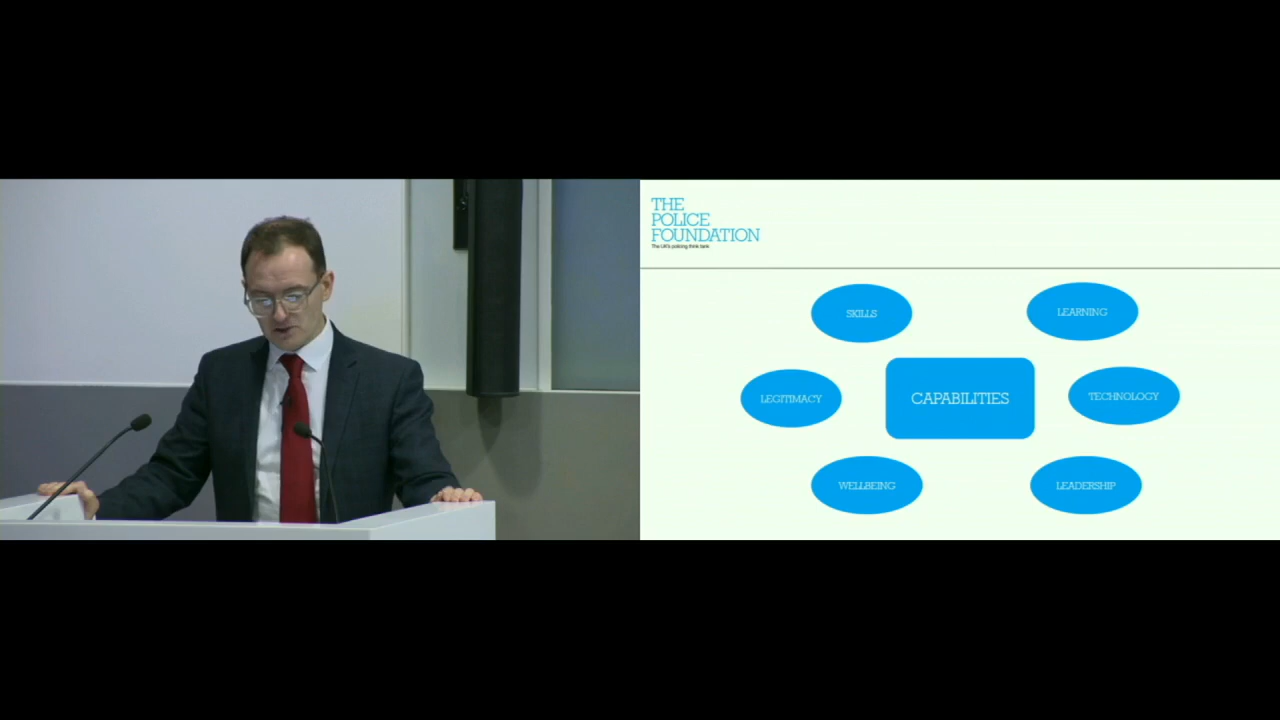 THE
POLICE
FOUNDATION
The UK's policing think tank
SKILLS
LEARNING
LEGITIMACY
CAPABILITIES
TECHNOLOGY
WELLBEING
LEADERSHIP